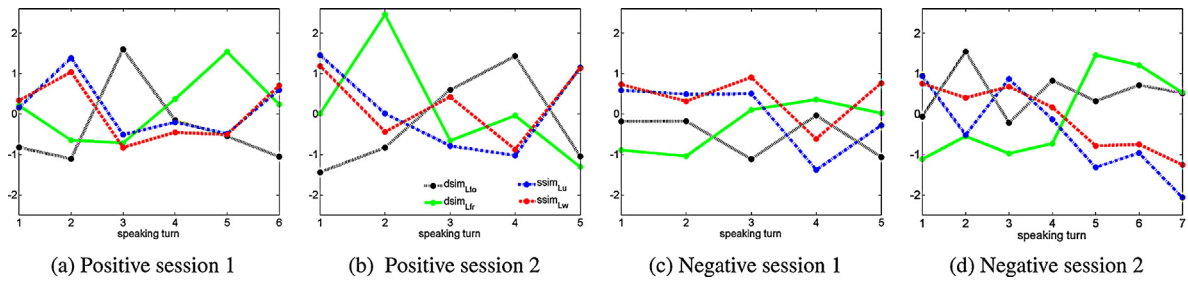 2
1
0
-1
-2
1 2 3 4 5 6
speaking turn
(a) Positive session 1
2
1
0
-1
-2
dsim_Llo
dsim_Lfr
ssim_Lu
ssim_Lw
1 2 3 4 5
speaking turn
(b) Positive session 2
2
1
0
-1
-2
1 2 3 4 5
speaking turn
(c) Negative session 1
2
1
0
-1
-2
1 2 3 4 5 6 7
speaking turn
(d) Negative session 2